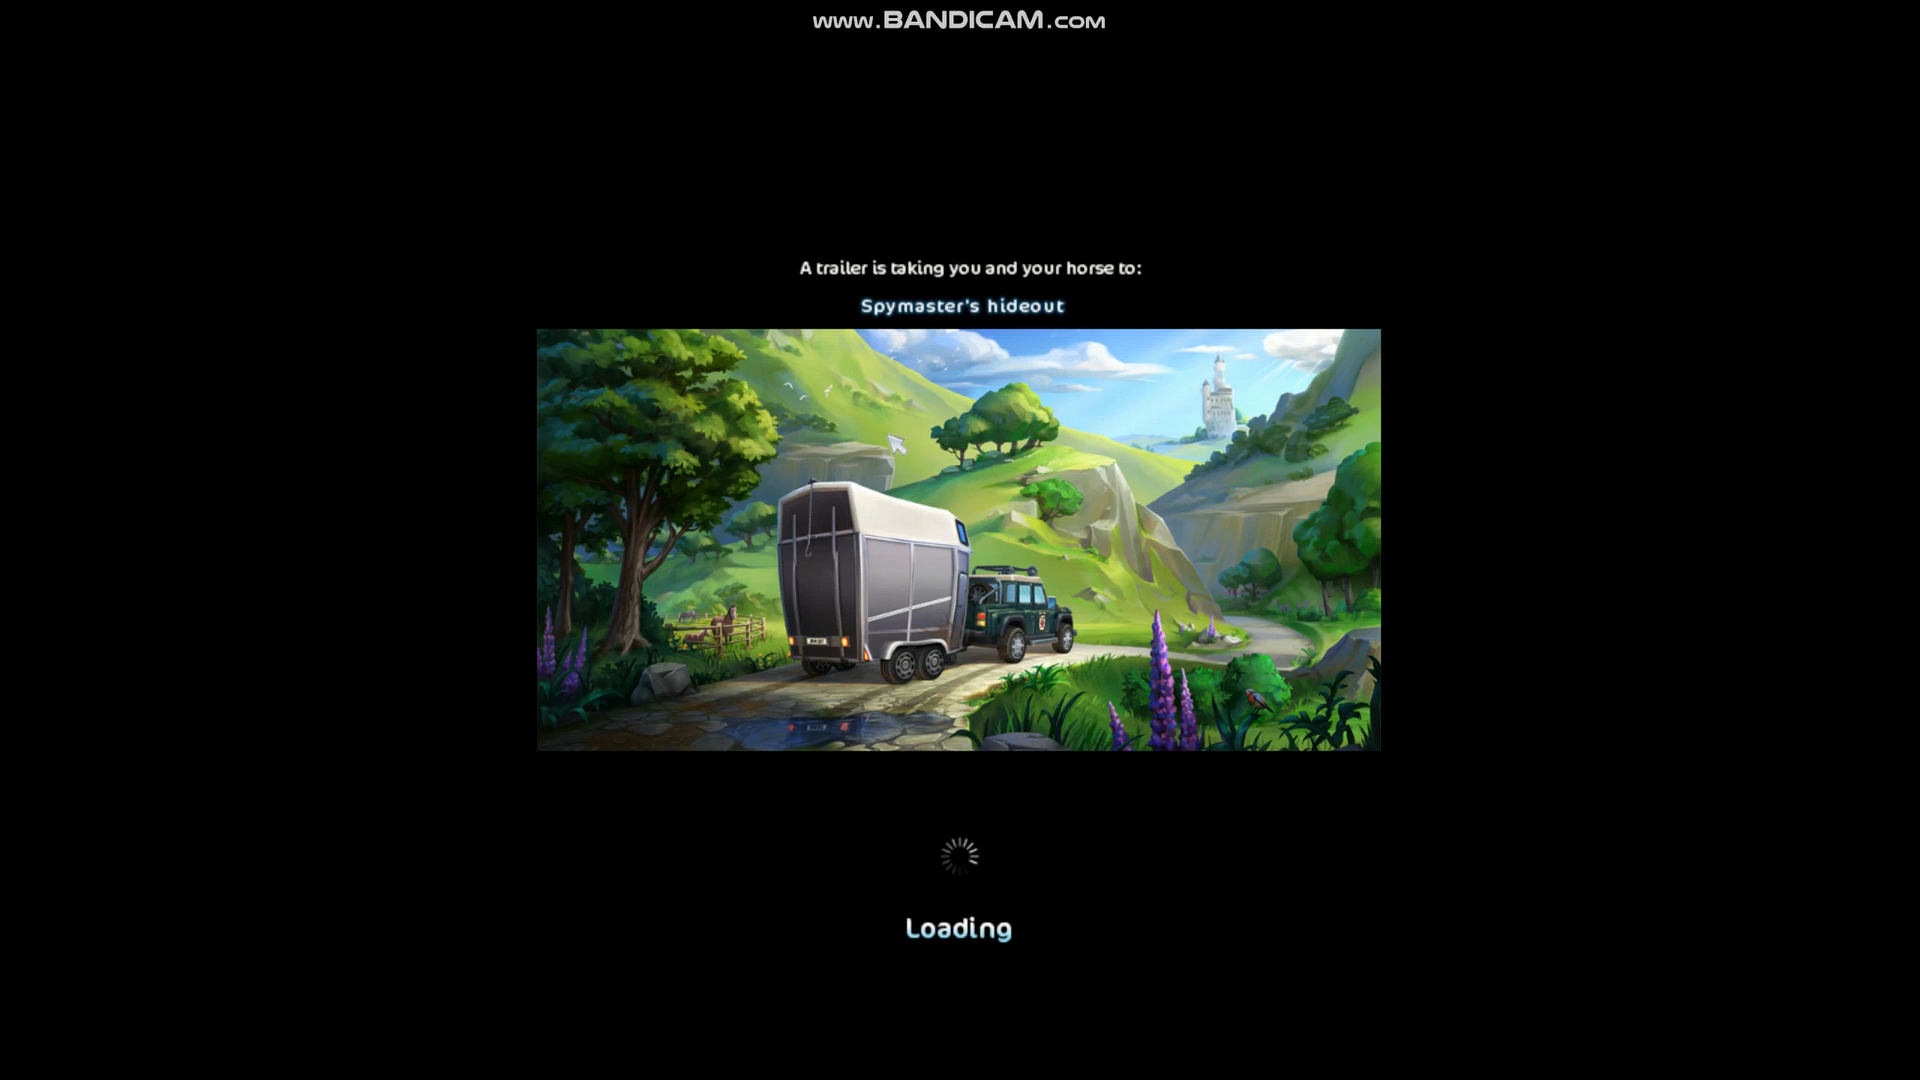 www.BANDICAM.com
A trailer is taking you and your horse to:
Spymaster's hideout
Loading